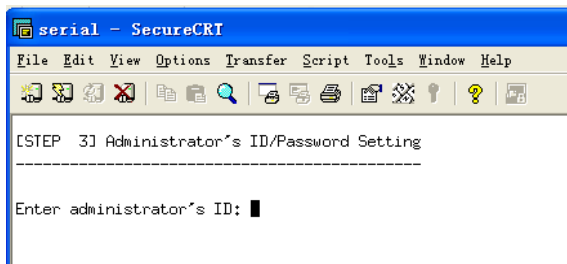 serial - SecureCRT
File Edit View Options Transfer Script Tools Window Help
[STEP  3] Administrator's ID/Password Setting
---------------------------------------------
Enter administrator's ID: